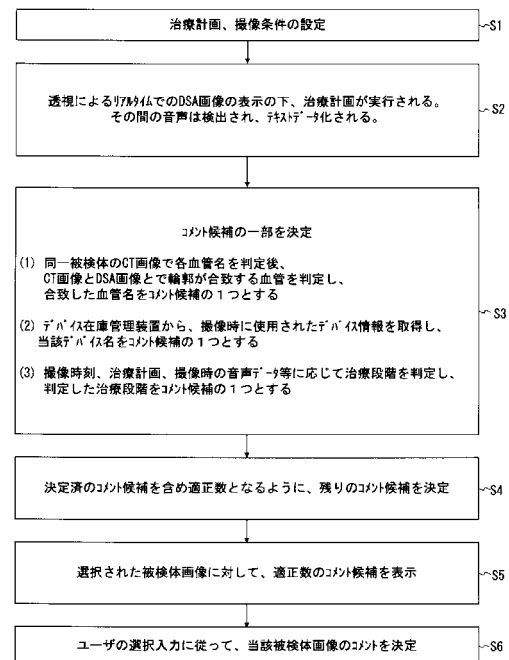 治療計画、撮像条件の設定
S1
透視によるﾘｱﾙﾀｲﾑでのDSA画像の表示の下、治療計画が実行される。
その間の音声は検出され、ﾃｷｽﾄﾃﾞｰﾀ化される。
S2
ｺﾒﾝﾄ候補の一部を決定
(1) 同一被検体のCT画像で各血管名を判定後、
CT画像とDSA画像とで輪郭が合致する血管を判定し、
合致した血管名をｺﾒﾝﾄ候補の１つとする
(2) ﾃﾞﾊﾞｲｽ在庫管理装置から、撮像時に使用されたﾃﾞﾊﾞｲｽ情報を取得し、
当該ﾃﾞﾊﾞｲｽ名をｺﾒﾝﾄ候補の１つとする
(3) 撮像時刻、治療計画、撮像時の音声ﾃﾞｰﾀ等に応じて治療段階を判定し、
判定した治療段階をｺﾒﾝﾄ候補の１つとする
S3
決定済のｺﾒﾝﾄ候補を含め適正数となるように、残りのｺﾒﾝﾄ候補を決定
S4
選択された被検体画像に対して、適正数のｺﾒﾝﾄ候補を表示
S5
ユーザの選択入力に従って、当該被検体画像のｺﾒﾝﾄを決定
S6